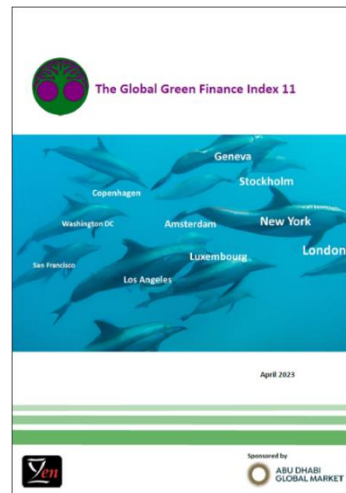 The Global Green Finance Index 11
Geneva
Stockholm
Copenhagen
Washington DC
Amsterdam
New York
London
San Francisco
Luxembourg
Los Angeles
April 2023
Yen
Sponsored by
ABU DHABI
GLOBAL MARKET